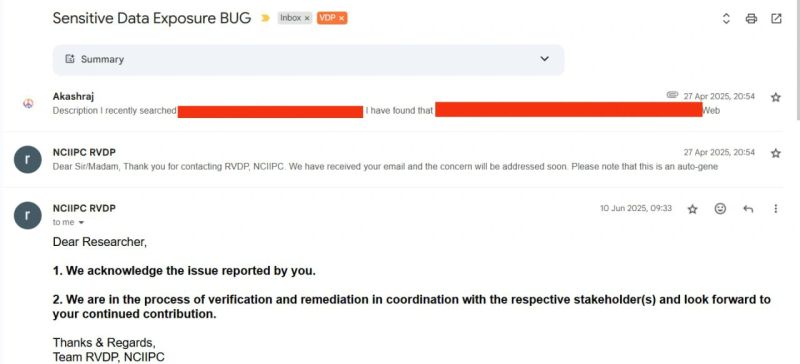 Sensitive Data Exposure BUG Inbox × VDP ×
Summary
Akashraj 27 Apr 2025, 20:54
Description I recently searched I have found that Web
NCIIPC RVDP 27 Apr 2025, 20:54
r
Dear Sir/Madam, Thank you for contacting RVDP, NCIIPC. We have received your email and the concern will be addressed soon. Please note that this is an auto-gene
NCIIPC RVDP 10 Jun 2025, 09:33
r
to me
Dear Researcher,
1. We acknowledge the issue reported by you.
2. We are in the process of verification and remediation in coordination with the respective stakeholder(s) and look forward to
your continued contribution.
Thanks & Regards,
Team RVDP, NCIIPC